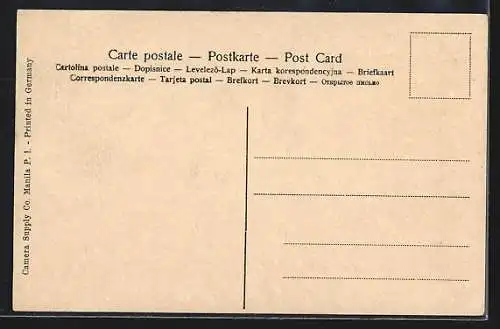 Carte postale — Postkarte — Post Card
Cartolina postale — Dopisnice — Levelező-Lap — Karta korespondencyjna — Briefkaart
Correspondenzkarte — Tarjeta postal — Brefkort — Brevkort — Открытое письмо
Camera Supply Co. Manila P. I. - Printed in Germany